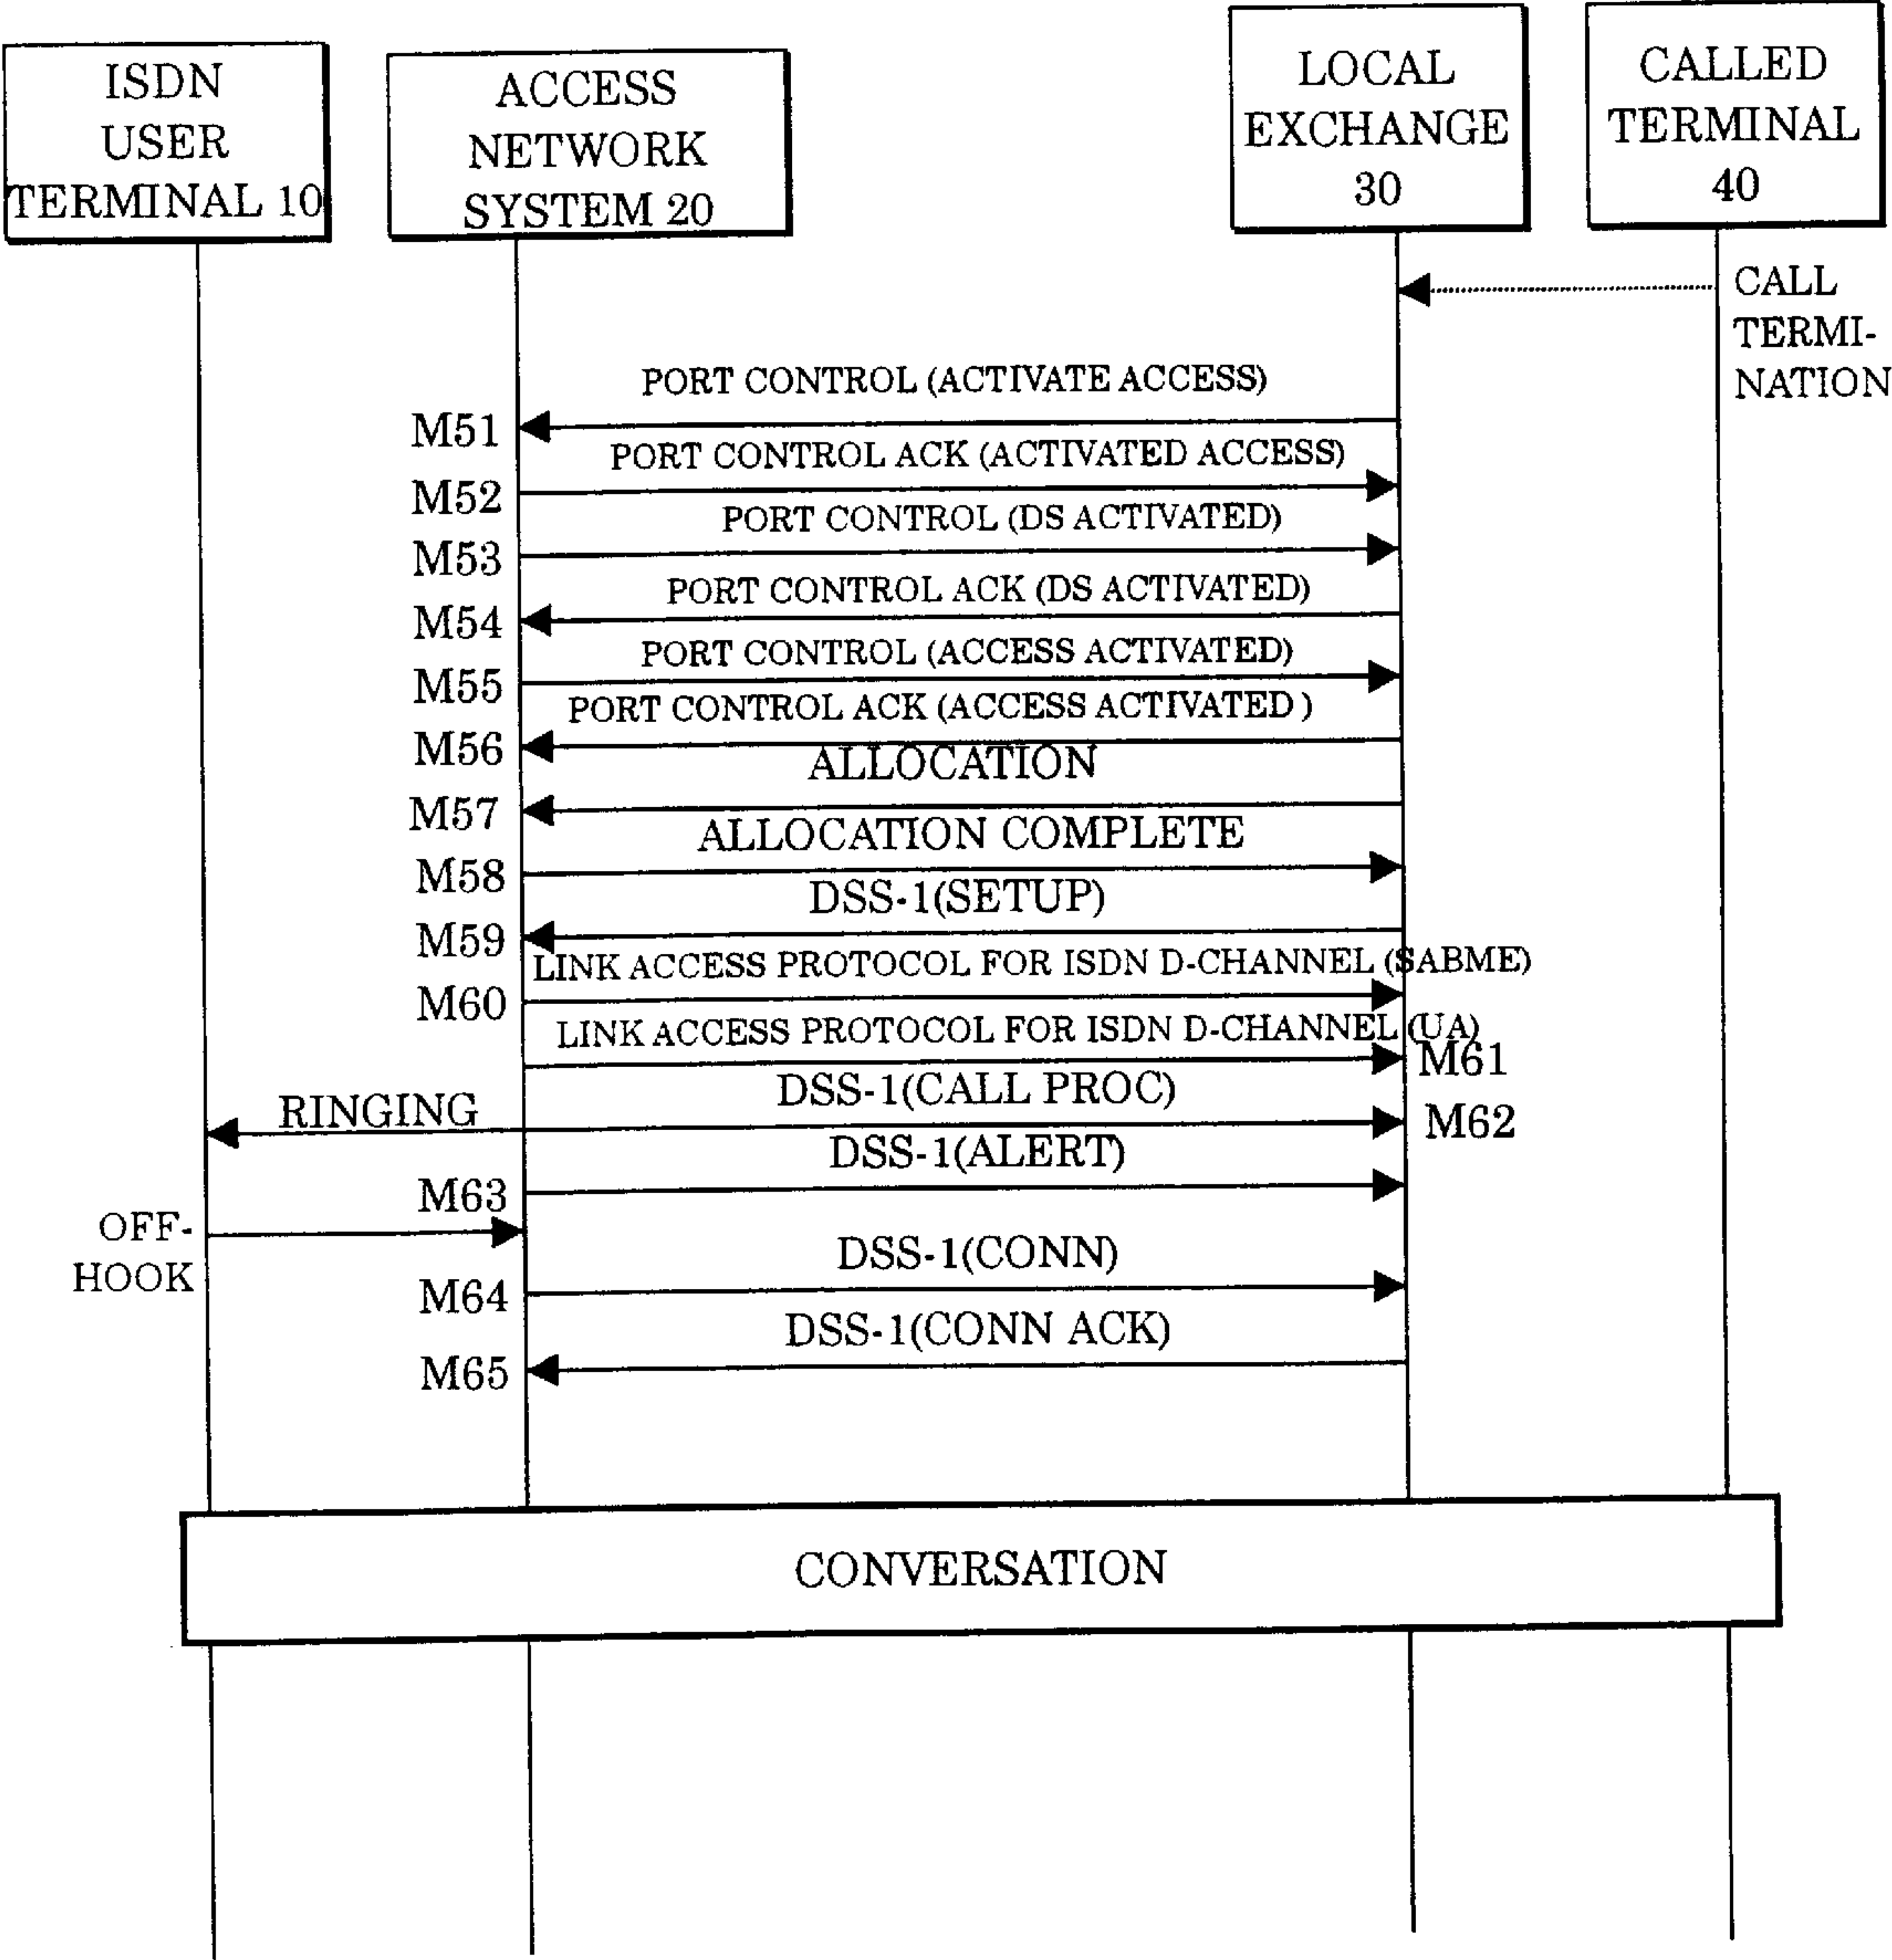 ISDN
USER
TERMINAL 10
ACCESS
NETWORK
SYSTEM 20
LOCAL
EXCHANGE
30
CALLED
TERMINAL
40
CALL
TERMI-
NATION
PORT CONTROL (ACTIVATE ACCESS)
M51
PORT CONTROL ACK (ACTIVATED ACCESS)
M52
PORT CONTROL (DS ACTIVATED)
M53
PORT CONTROL ACK (DS ACTIVATED)
M54
PORT CONTROL (ACCESS ACTIVATED)
M55
PORT CONTROL ACK (ACCESS ACTIVATED )
M56
ALLOCATION
M57
ALLOCATION COMPLETE
M58
DSS-1(SETUP)
M59
LINK ACCESS PROTOCOL FOR ISDN D-CHANNEL (SABME)
M60
LINK ACCESS PROTOCOL FOR ISDN D-CHANNEL (UA)
M61
DSS-1(CALL PROC)
RINGING
M62
DSS-1(ALERT)
M63
OFF-
HOOK
DSS-1(CONN)
M64
DSS-1(CONN ACK)
M65
CONVERSATION